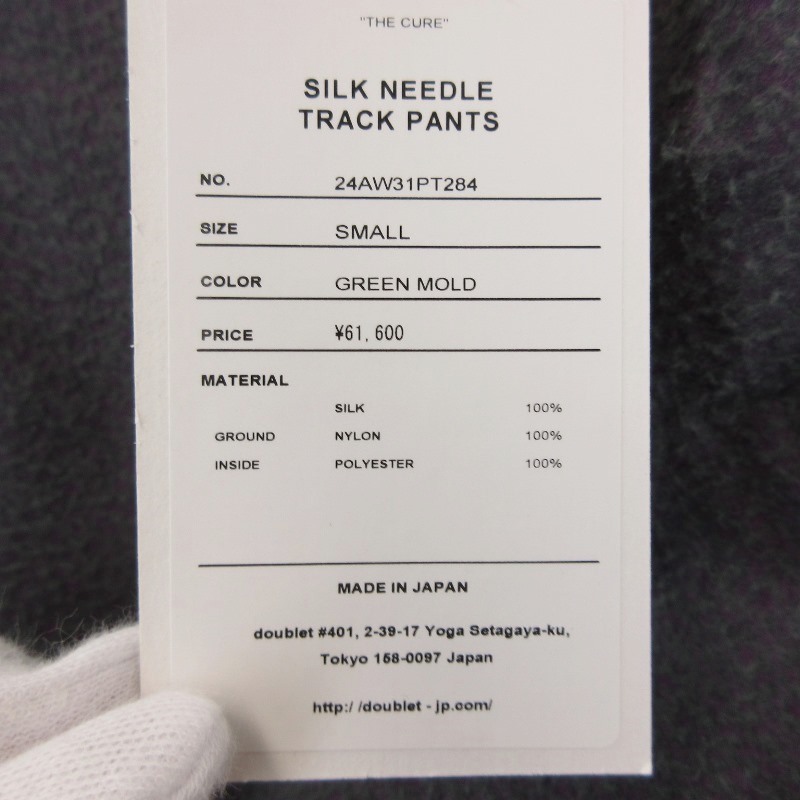 "THE CURE"
SILK NEEDLE
TRACK PANTS
NO. 24AW31PT284
SIZE SMALL
COLOR GREEN MOLD
PRICE ¥61,600
MATERIAL
SILK 100%
GROUND NYLON 100%
INSIDE POLYESTER 100%
MADE IN JAPAN
doublet #401, 2-39-17 Yoga Setagaya-ku,
Tokyo 158-0097 Japan
http://doublet-jp.com/